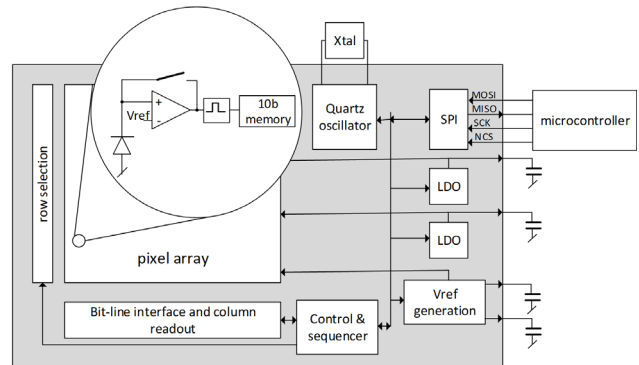 Xtal
Quartz
oscillator
SPI
MOSI
MISO
SCK
NCS
microcontroller
Vref
+
-
10b
memory
row selection
pixel array
LDO
LDO
Vref
generation
Bit-line interface and column
readout
Control &
sequencer